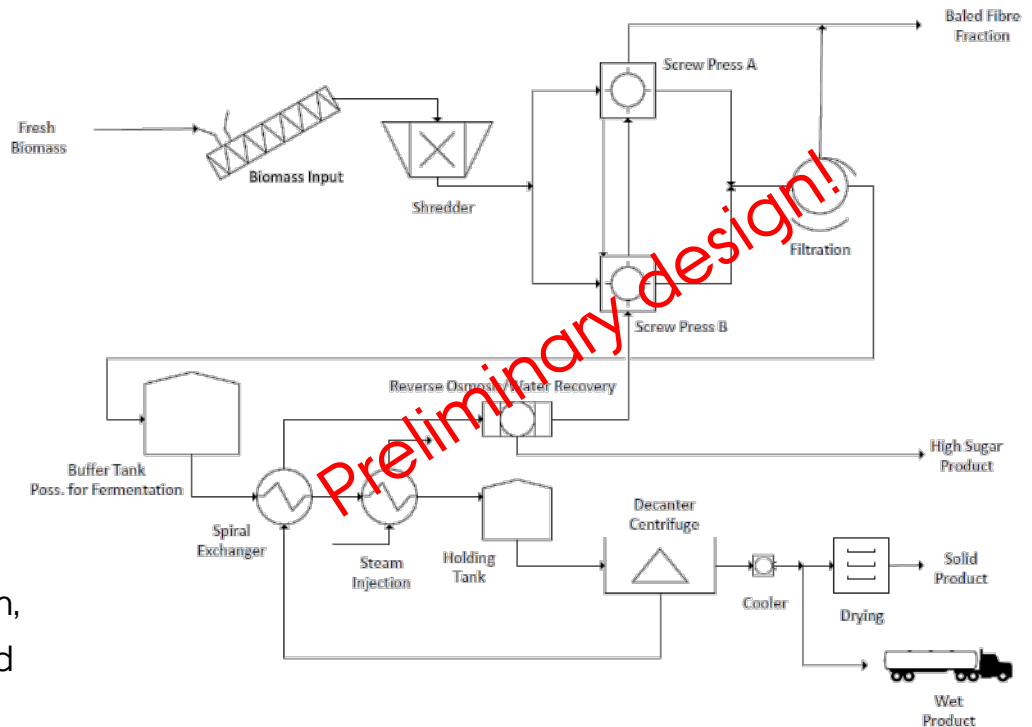 Baled Fibre
Fraction
Screw Press A
Fresh
Biomass
Biomass Input
Shredder
Filtration
Screw Press B
Preliminary design!
Reverse Osmosis/Water Recovery
Buffer Tank
Poss. for Fermentation
High Sugar
Product
Spiral
Exchanger
Steam
Injection
Holding
Tank
Decanter
Centrifuge
Cooler
Drying
Solid
Product
Wet
Product